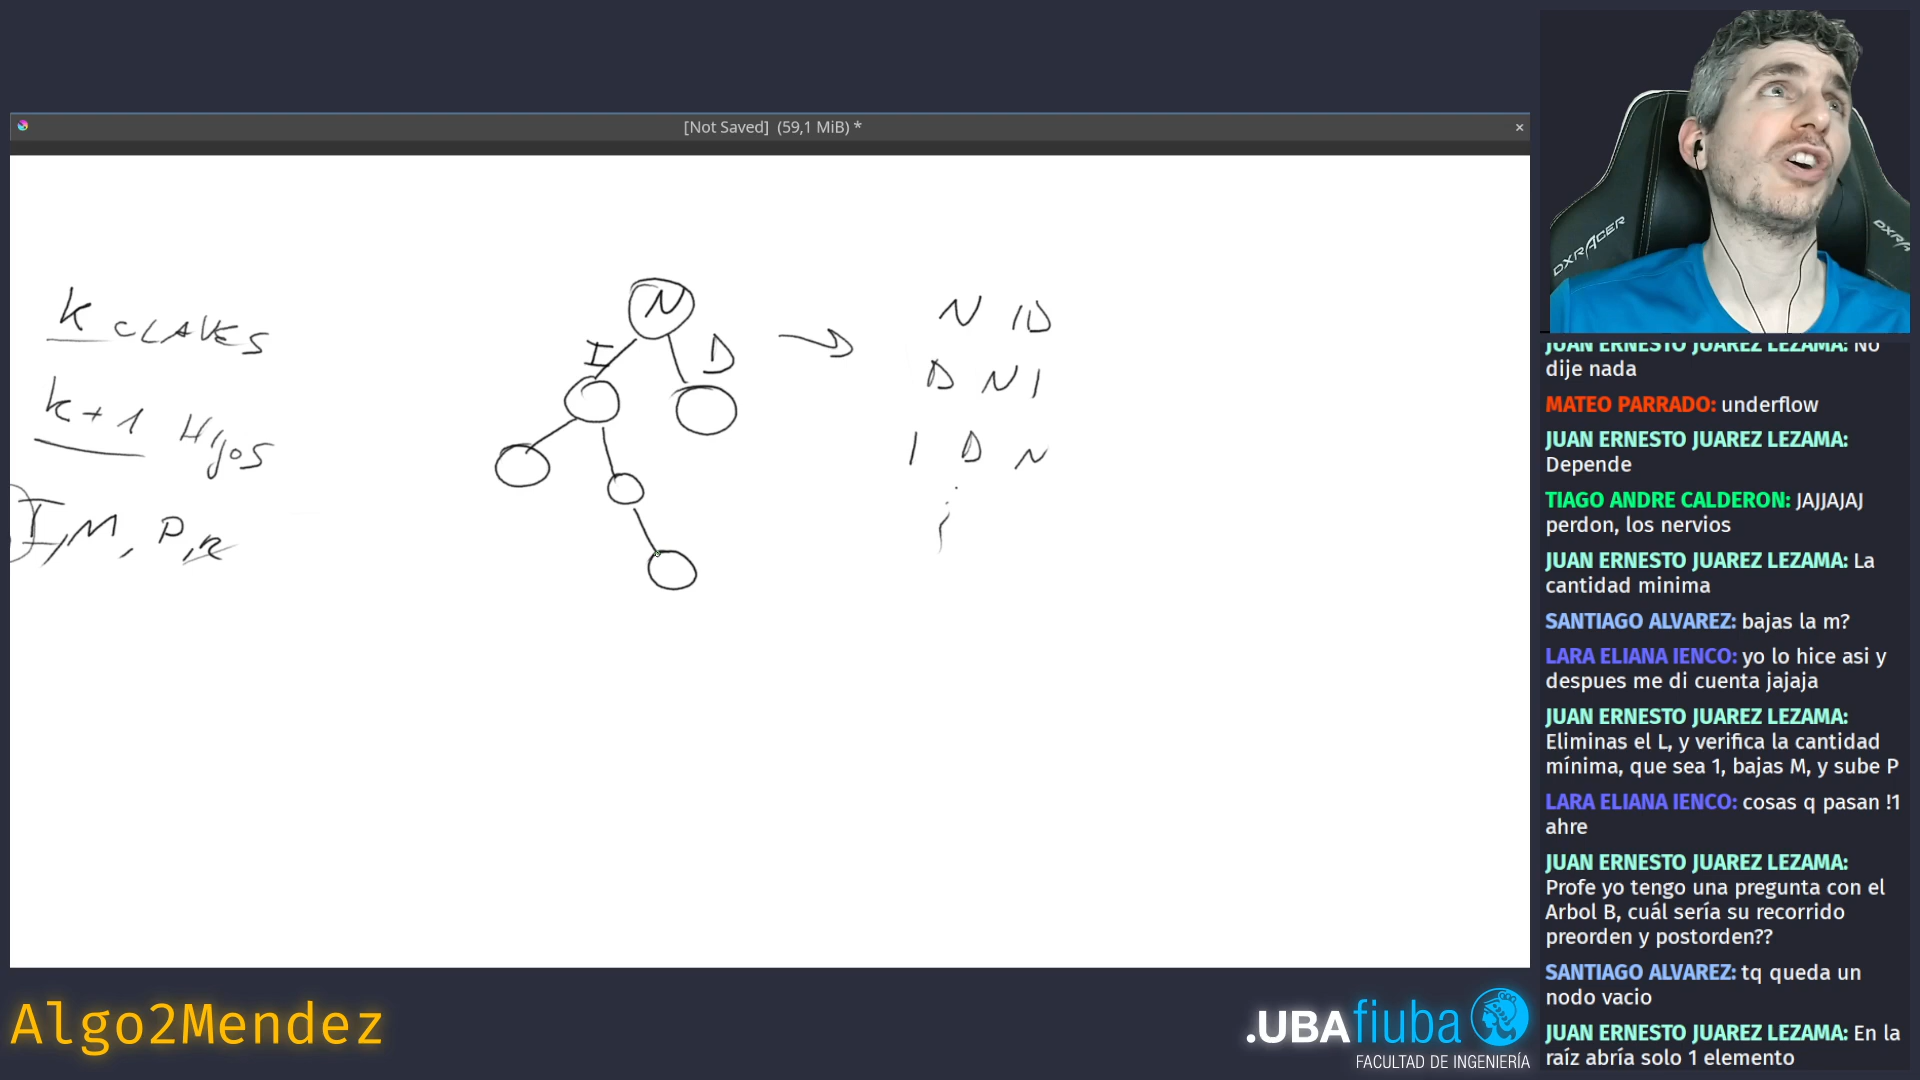 [Not Saved] (59,1 MiB) *
×
k CLAVES
k+1 Hijos
I, M, P, R
N
I
D
N I D
D N I
I D N
DXRACER
JUAN ERNESTO JUAREZ LEZAMA: No
dije nada
MATEO PARRADO: underflow
JUAN ERNESTO JUAREZ LEZAMA:
Depende
TIAGO ANDRE CALDERON: JAJJAJAJ
perdon, los nervios
JUAN ERNESTO JUAREZ LEZAMA: La
cantidad minima
SANTIAGO ALVAREZ: bajas la m?
LARA ELIANA IENCO: yo lo hice asi y
despues me di cuenta jajaja
JUAN ERNESTO JUAREZ LEZAMA:
Eliminas el L, y verifica la cantidad
mínima, que sea 1, bajas M, y sube P
LARA ELIANA IENCO: cosas q pasan !1
ahre
JUAN ERNESTO JUAREZ LEZAMA:
Profe yo tengo una pregunta con el
Arbol B, cuál sería su recorrido
preorden y postorden??
SANTIAGO ALVAREZ: tq queda un
nodo vacio
JUAN ERNESTO JUAREZ LEZAMA: En la
raíz abría solo 1 elemento
Algo2Mendez
.UBAfiuba
FACULTAD DE INGENIERÍA